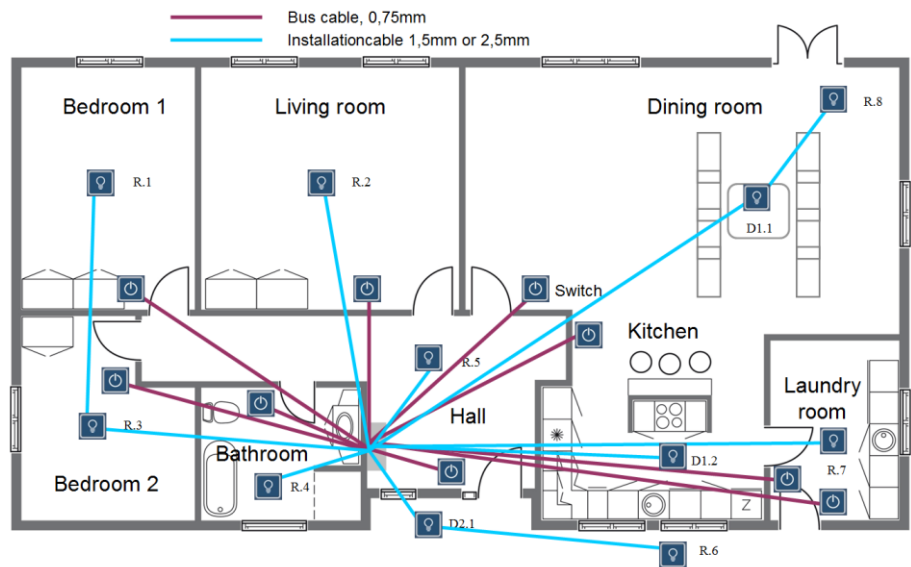 Bus cable, 0,75mm
Installationcable 1,5mm or 2,5mm
Bedroom 1
Living room
Dining room
R.8
R.1
R.2
D1.1
Switch
Kitchen
R.5
Laundry
room
Hall
R.3
Bathroom
D1.2
R.7
Bedroom 2
R.4
Z
D2.1
R.6